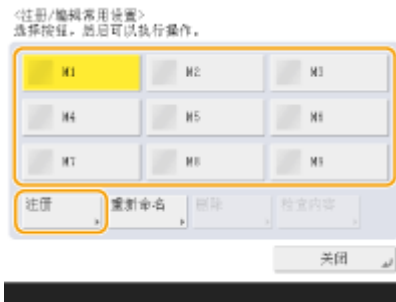 <注册/编辑常用设置>
选择按钮，然后可以执行操作。
M1 M2 M3
M4 M5 M6
M7 M8 M9
注册 重新命名 删除 检查内容
关闭